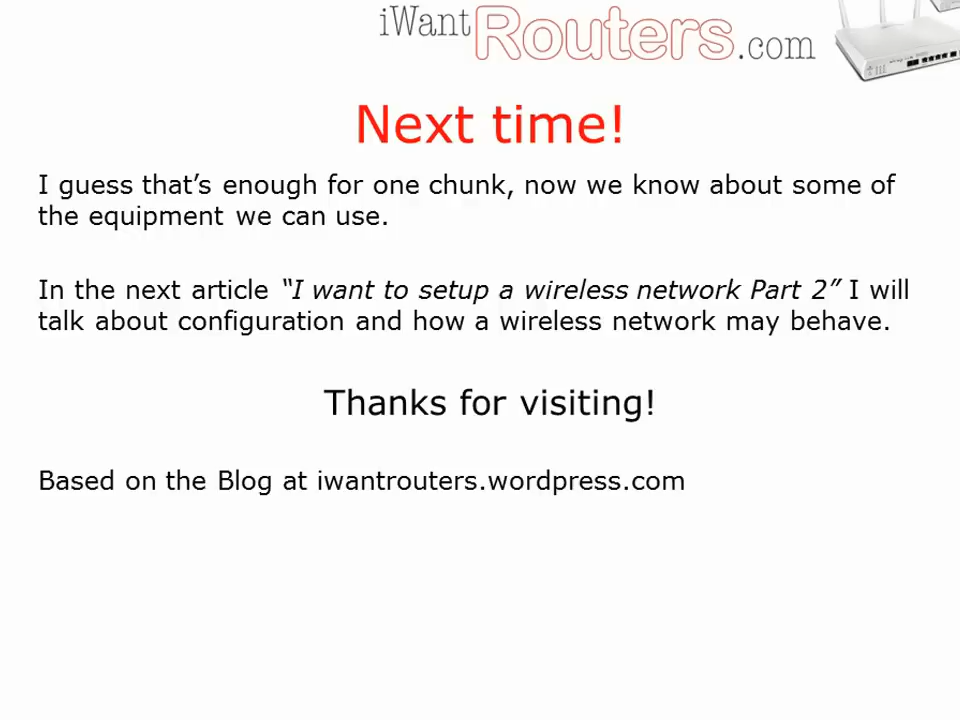 iWantRouters.com
Next time!
I guess that’s enough for one chunk, now we know about some of
the equipment we can use.
In the next article “I want to setup a wireless network Part 2” I will
talk about configuration and how a wireless network may behave.
Thanks for visiting!
Based on the Blog at iwantrouters.wordpress.com